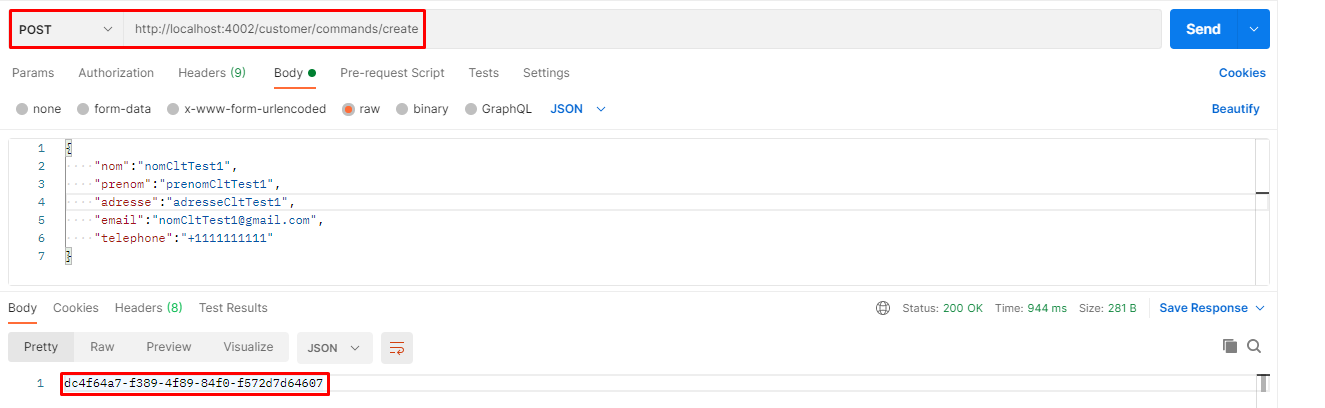 POST http://localhost:4002/customer/commands/create Send
Params Authorization Headers (9) Body Pre-request Script Tests Settings Cookies
none form-data x-www-form-urlencoded raw binary GraphQL JSON Beautify
1 {
2 "nom":"nomCltTest1",
3 "prenom":"prenomCltTest1",
4 "adresse":"adresseCltTest1",
5 "email":"nomCltTest1@gmail.com",
6 "telephone":"+1111111111"
7 }
Body Cookies Headers (8) Test Results Status: 200 OK Time: 944 ms Size: 281 B Save Response
Pretty Raw Preview Visualize JSON
1 dc4f64a7-f389-4f89-84f0-f572d7d64607